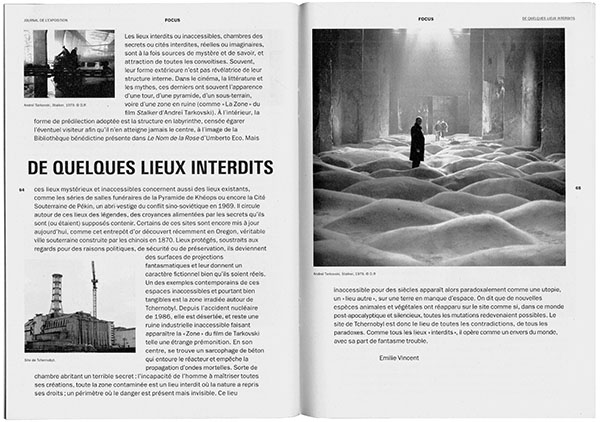 JOURNAL DE L'EXPOSITION
FOCUS
Les lieux interdits ou inaccessibles, chambres des
secrets ou cités interdites, réelles ou imaginaires,
sont à la fois sources de mystère et de savoir, et
attraction de toutes les convoitises. Souvent,
leur forme extérieure n'est pas révélatrice de leur
structure interne. Dans le cinéma, la littérature et
les mythes, ces derniers ont souvent l'apparence
d'une tour, d'une pyramide, d'un sous-terrain,
voire d'une zone en ruine (comme « La Zone » du
film Stalker d'Andrei Tarkovski). À l'intérieur, la
forme de prédilection adoptée est la structure en labyrinthe, censée égarer
l'éventuel visiteur afin qu'il n'en atteigne jamais le centre, à l'image de la
Bibliothèque bénédictine présente dans Le Nom de la Rose d'Umberto Eco. Mais
Andrei Tarkovski, Stalker, 1979. © D.R
DE QUELQUES LIEUX INTERDITS
64
ces lieux mystérieux et inaccessibles concernent aussi des lieux existants,
comme les séries de salles funéraires de la Pyramide de Khéops ou encore la Cité
Souterraine de Pékin, un abri-vestige du conflit sino-soviétique en 1969. Il circule
autour de ces lieux des légendes, des croyances alimentées par les secrets qu'ils
sont (ou étaient) supposés contenir. Certains de ces sites sont encore mis à jour
aujourd'hui, comme cet entrepôt d'or découvert récemment en Oregon, véritable
ville souterraine construite par les chinois en 1870. Lieux protégés, soustraits aux
regards pour des raisons politiques, de sécurité ou de préservation, ils deviennent
des surfaces de projections
fantasmatiques et leur donnent un
caractère fictionnel bien qu'ils soient réels.
Un des exemples contemporains de ces
espaces inaccessibles et pourtant bien
tangibles est la zone irradiée autour de
Tchernobyl. Depuis l'accident nucléaire
de 1986, elle est désertée, et reste une
ruine industrielle inaccessible faisant
apparaître la « Zone » du film de Tarkovski
telle une étrange prémonition. En son
centre, se trouve un sarcophage de béton
qui entoure le réacteur et empêche la
propagation d'ondes mortelles. Sorte de
chambre abritant un terrible secret : l'incapacité de l'homme à maîtriser toutes
ses créations, toute la zone contaminée est un lieu interdit où la nature a repris
ses droits ; un périmètre où le danger est présent mais invisible. Ce lieu
Site de Tchernobyl.
FOCUS
DE QUELQUES LIEUX INTERDITS
Andrei Tarkovski, Stalker, 1979. © D.R
inaccessible pour des siècles apparaît alors paradoxalement comme une utopie,
un « lieu autre », sur une terre en manque d'espace. On dit que de nouvelles
espèces animales et végétales ont réapparu sur le site comme si, dans ce monde
post-apocalyptique et silencieux, toutes les mutations redevenaient possibles. Le
site de Tchernobyl est donc le lieu de toutes les contradictions, de tous les
paradoxes. Comme tous les lieux « interdits », il opère comme un envers du monde,
avec sa part de fantasme trouble.
Emilie Vincent